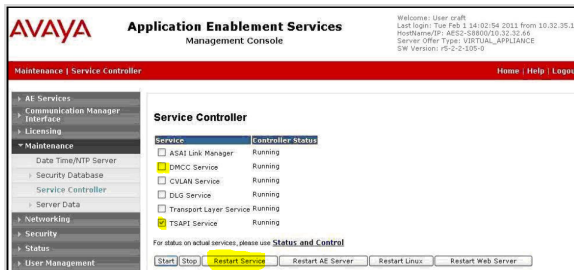 AVAYA
Application Enablement Services
Management Console
Welcome: User craft
Last login: Tue Feb 1 14:02:54 2011 from 10.32.35.1
HostName/IP: AES2-S8800/10.32.32.66
Server Offer Type: VIRTUAL_APPLIANCE
SW Version: r5-2-2-105-0
Maintenance | Service Controller
Home | Help | Logou
AE Services
Communication Manager
Interface
Licensing
Maintenance
Date Time/NTP Server
Security Database
Service Controller
Server Data
Networking
Security
Status
User Management
Service Controller
Service Controller Status
ASAI Link Manager Running
DMCC Service Running
CVLAN Service Running
DLG Service Running
Transport Layer Service Running
TSAPI Service Running
For status on actual services, please use Status and Control
Start Stop Restart Service Restart AE Server Restart Linux Restart Web Server